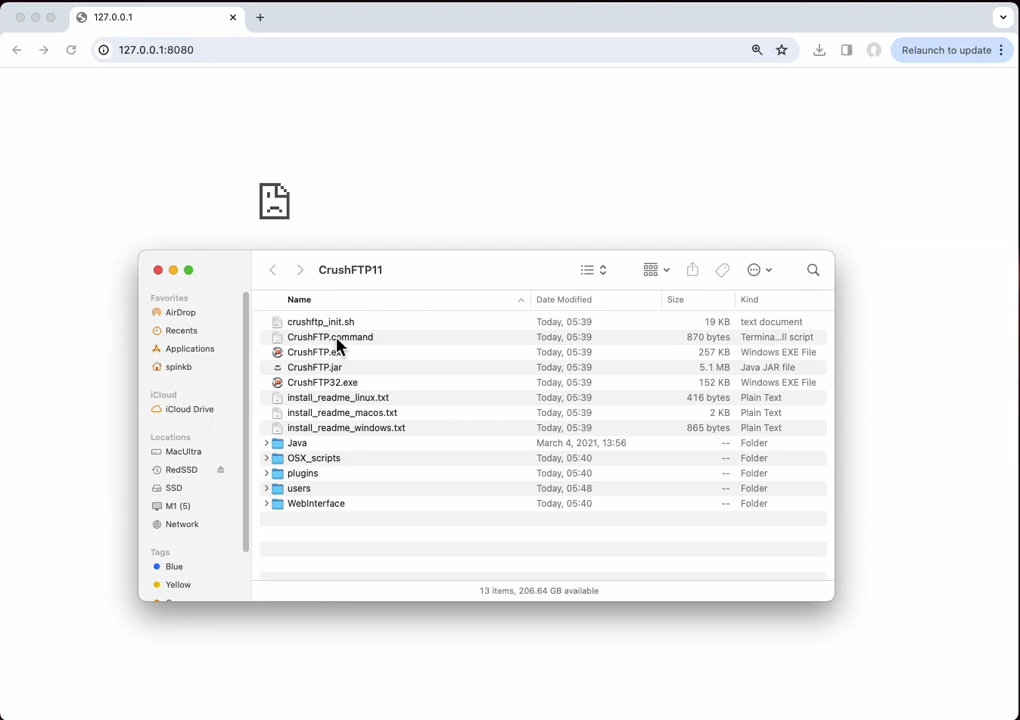 127.0.0.1
127.0.0.1:8080
Relaunch to update
CrushFTP11
Favorites
AirDrop
Recents
Applications
spinkb
iCloud
iCloud Drive
Locations
MacUltra
RedSSD
SSD
M1 (5)
Network
Tags
Blue
Yellow
Name Date Modified Size Kind
crushftp_init.sh Today, 05:39 19 KB text document
CrushFTP.command Today, 05:39 870 bytes Termina...ll script
CrushFTP.exe Today, 05:39 257 KB Windows EXE File
CrushFTP.jar Today, 05:39 5.1 MB Java JAR file
CrushFTP32.exe Today, 05:39 152 KB Windows EXE File
install_readme_linux.txt Today, 05:39 416 bytes Plain Text
install_readme_macos.txt Today, 05:39 2 KB Plain Text
install_readme_windows.txt Today, 05:39 865 bytes Plain Text
Java March 4, 2021, 13:56 -- Folder
OSX_scripts Today, 05:40 -- Folder
plugins Today, 05:40 -- Folder
users Today, 05:48 -- Folder
WebInterface Today, 05:40 -- Folder
13 items, 206.64 GB available